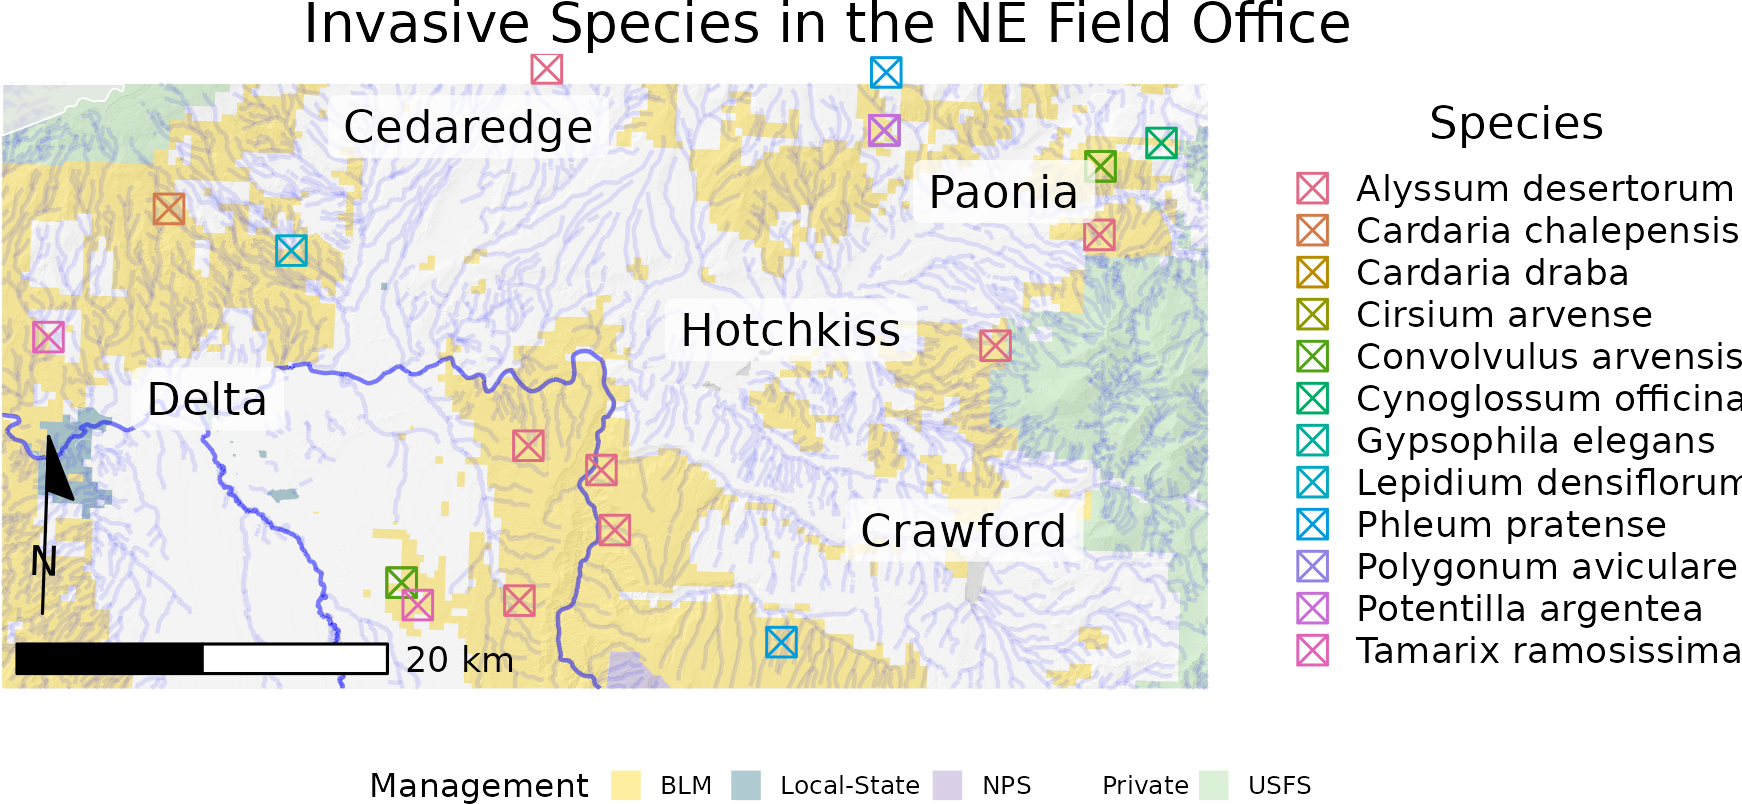 Invasive Species in the NE Field Office
Cedaredge
Paonia
Hotchkiss
Delta
Crawford
N
20 km
Species
Alyssum desertorum
Cardaria chalepensis
Cardaria draba
Cirsium arvense
Convolvulus arvensis
Cynoglossum officina
Gypsophila elegans
Lepidium densiflorum
Phleum pratense
Polygonum aviculare
Potentilla argentea
Tamarix ramosissima
Management BLM Local-State NPS Private USFS